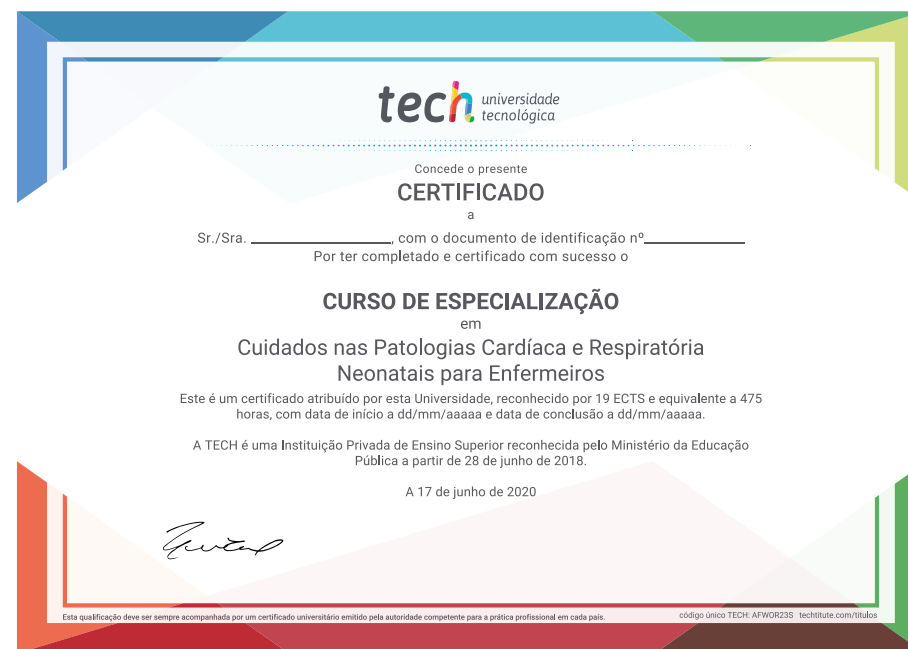 tech universidade
tecnológica
Concede o presente
CERTIFICADO
a
Sr./Sra. ____________________, com o documento de identificação nº______________
Por ter completado e certificado com sucesso o
CURSO DE ESPECIALIZAÇÃO
em
Cuidados nas Patologias Cardíaca e Respiratória
Neonatais para Enfermeiros
Este é um certificado atribuído por esta Universidade, reconhecido por 19 ECTS e equivalente a 475
horas, com data de início a dd/mm/aaaaa e data de conclusão a dd/mm/aaaaa.
A TECH é uma Instituição Privada de Ensino Superior reconhecida pelo Ministério da Educação
Pública a partir de 28 de junho de 2018.
A 17 de junho de 2020
Esta qualificação deve ser sempre acompanhada por um certificado universitário emitido pela autoridade competente para a prática profissional em cada país.
código único TECH: AFWOR23S techtitute.com/titulos